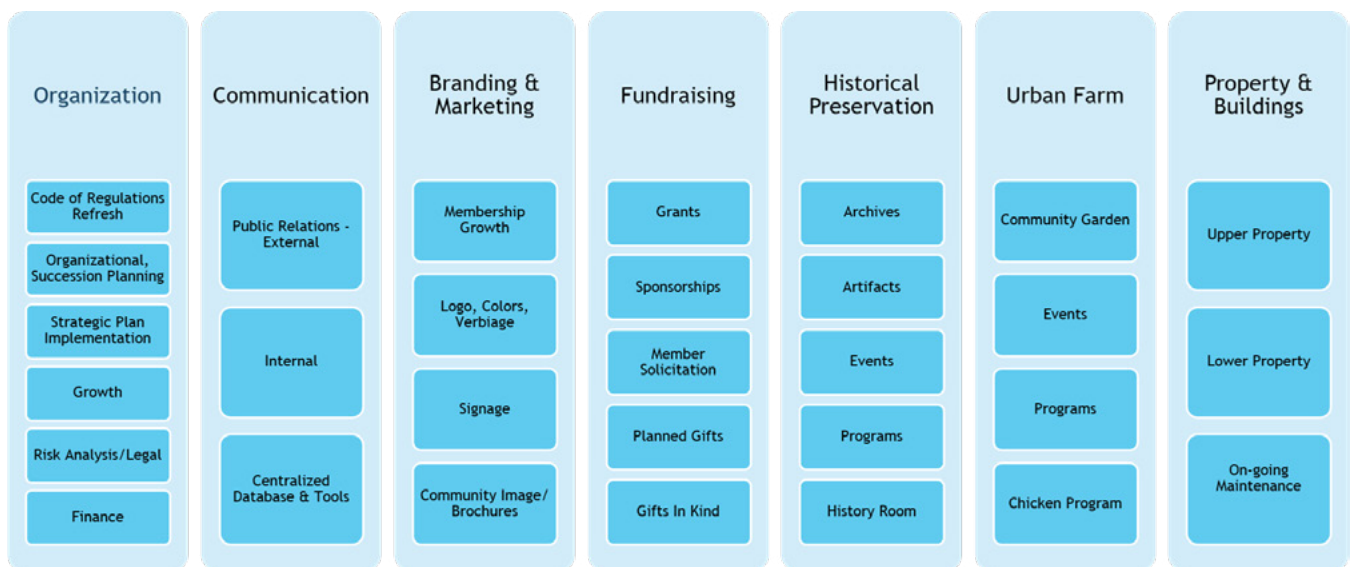 Organization
Code of Regulations
Refresh
Organizational,
Succession Planning
Strategic Plan
Implementation
Growth
Risk Analysis/Legal
Finance
Communication
Public Relations -
External
Internal
Centralized
Database & Tools
Branding &
Marketing
Membership
Growth
Logo, Colors,
Verbiage
Signage
Community Image/
Brochures
Fundraising
Grants
Sponsorships
Member
Solicitation
Planned Gifts
Gifts In Kind
Historical
Preservation
Archives
Artifacts
Events
Programs
History Room
Urban Farm
Community Garden
Events
Programs
Chicken Program
Property &
Buildings
Upper Property
Lower Property
On-going
Maintenance